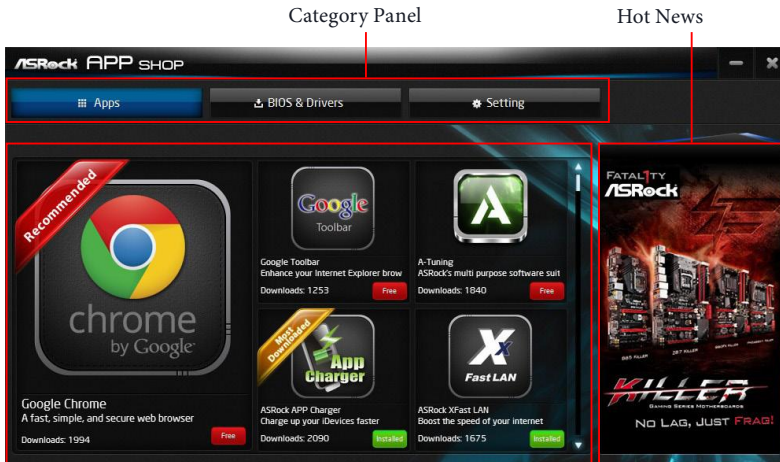 Category Panel
Hot News
ASRock APP SHOP
Apps
BIOS & Drivers
Setting
Recommended
chrome
by Google
Google Chrome
A fast, simple, and secure web browser
Downloads: 1994
Free
Google
Toolbar
Google Toolbar
Enhance your Internet Explorer brow
Downloads: 1253
Free
A
A-Tuning
ASRock's multi purpose software suit
Downloads: 1840
Free
Most
Downloaded
App
Charger
ASRock APP Charger
Charge up your iDevices faster
Downloads: 2090
Installed
Fast LAN
ASRock XFast LAN
Boost the speed of your internet
Downloads: 1675
Installed
FATAL1TY
ASRock
KILLER
GAMING SERIES MOTHERBOARDS
NO LAG, JUST FRAG!